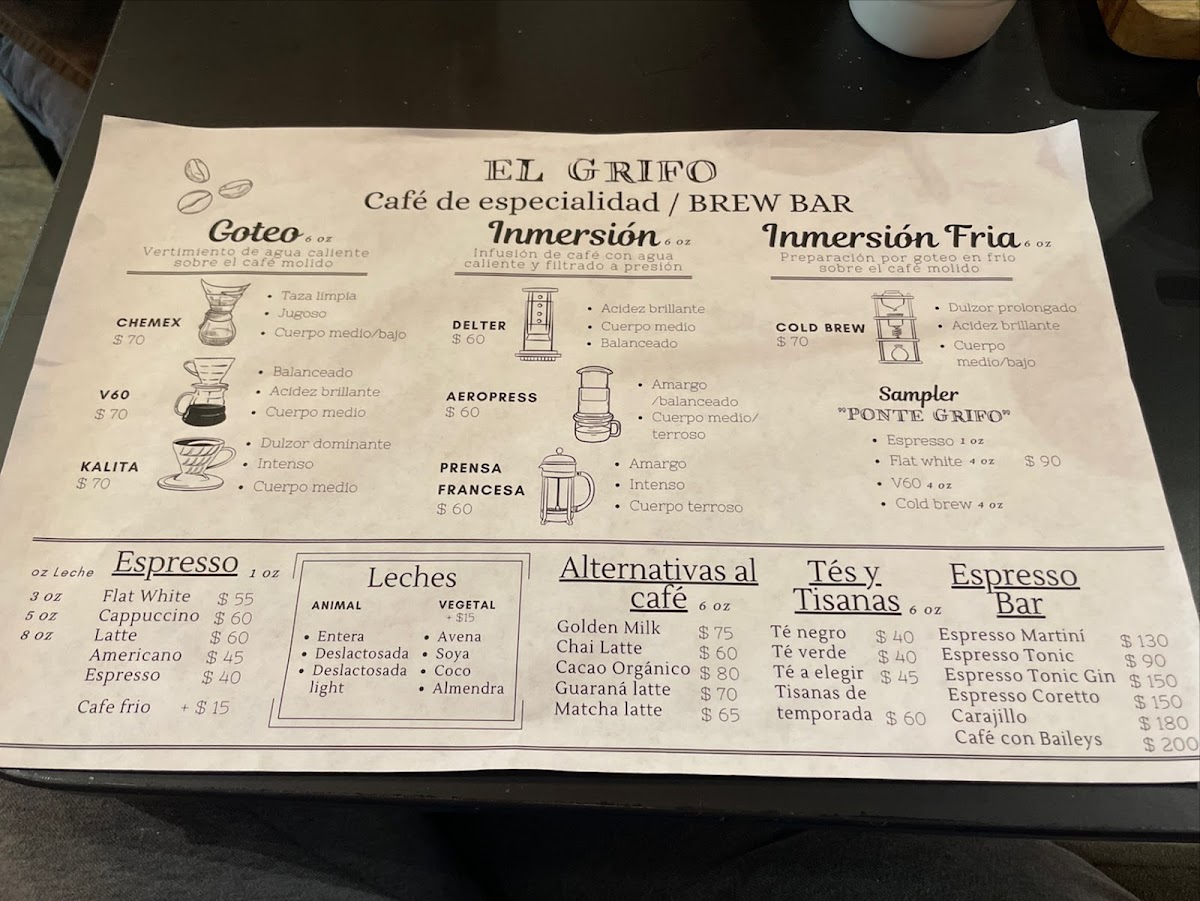 EL GRIFO
Café de especialidad / BREW BAR
Goteo 6 oz
Vertimiento de agua caliente
sobre el café molido
CHEMEX
$ 70
• Taza limpia
• Jugoso
• Cuerpo medio/bajo
V60
$ 70
• Balanceado
• Acidez brillante
• Cuerpo medio
KALITA
$ 70
• Dulzor dominante
• Intenso
• Cuerpo medio
Inmersión 6 oz
Infusión de café con agua
caliente y filtrado a presión
DELTER
$ 60
• Acidez brillante
• Cuerpo medio
• Balanceado
AEROPRESS
$ 60
• Amargo
/balanceado
• Cuerpo medio/
terroso
PRENSA
FRANCESA
$ 60
• Amargo
• Intenso
• Cuerpo terroso
Inmersión Fria 6 oz
Preparación por goteo en frío
sobre el café molido
COLD BREW
$ 70
• Dulzor prolongado
• Acidez brillante
• Cuerpo
medio/bajo
Sampler
"PONTE GRIFO"
• Espresso 1 oz
• Flat white 4 oz $ 90
• V60 4 oz
• Cold brew 4 oz
oz Leche Espresso 1 oz
3 oz Flat White $ 55
5 oz Cappuccino $ 60
8 oz Latte $ 60
Americano $ 45
Espresso $ 40
Cafe frio + $ 15
Leches
ANIMAL
• Entera
• Deslactosada
• Deslactosada
light
VEGETAL
+ $15
• Avena
• Soya
• Coco
• Almendra
Alternativas al
café 6 oz
Golden Milk $ 75
Chai Latte $ 60
Cacao Orgánico $ 80
Guaraná latte $ 70
Matcha latte $ 65
Tés y
Tisanas 6 oz
Té negro $ 40
Té verde $ 40
Té a elegir $ 45
Tisanas de
temporada $ 60
Espresso
Bar
Espresso Martiní $ 130
Espresso Tonic $ 90
Espresso Tonic Gin $ 150
Espresso Coretto $ 150
Carajillo $ 180
Café con Baileys $ 200